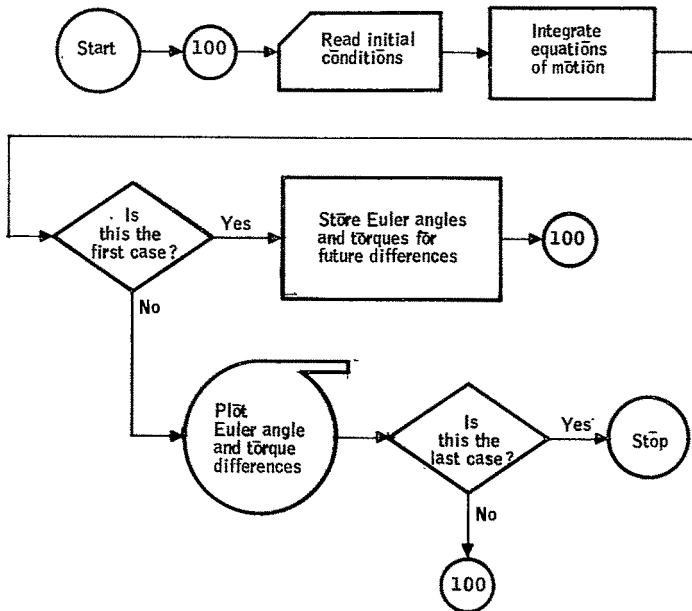 Start
100
Read initial
conditions
Integrate
equations
of motion
Is
this the
first case?
Yes
Store Euler angles
and torques for
future differences
100
No
Plot
Euler angle
and torque
differences
Is
this the
last case?
Yes
Stop
No
100